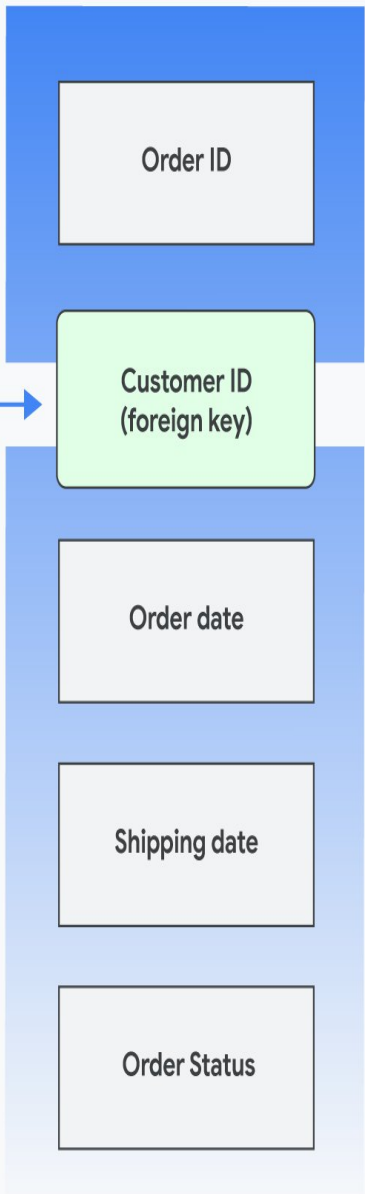 Order ID
Customer ID
(foreign key)
Order date
Shipping date
Order Status